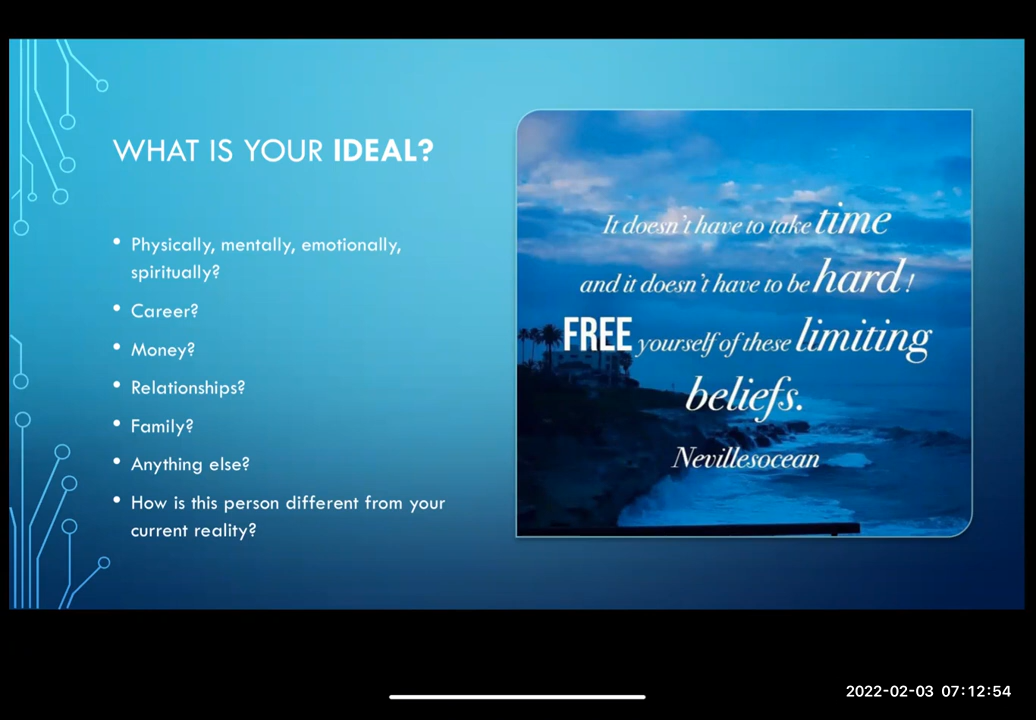 WHAT IS YOUR IDEAL?
• Physically, mentally, emotionally,
spiritually?
• Career?
• Money?
• Relationships?
• Family?
• Anything else?
• How is this person different from your
current reality?
It doesn't have to take time
and it doesn't have to be hard!
FREE yourself of these limiting
beliefs.
Nevillesocean
2022-02-03 07:12:54